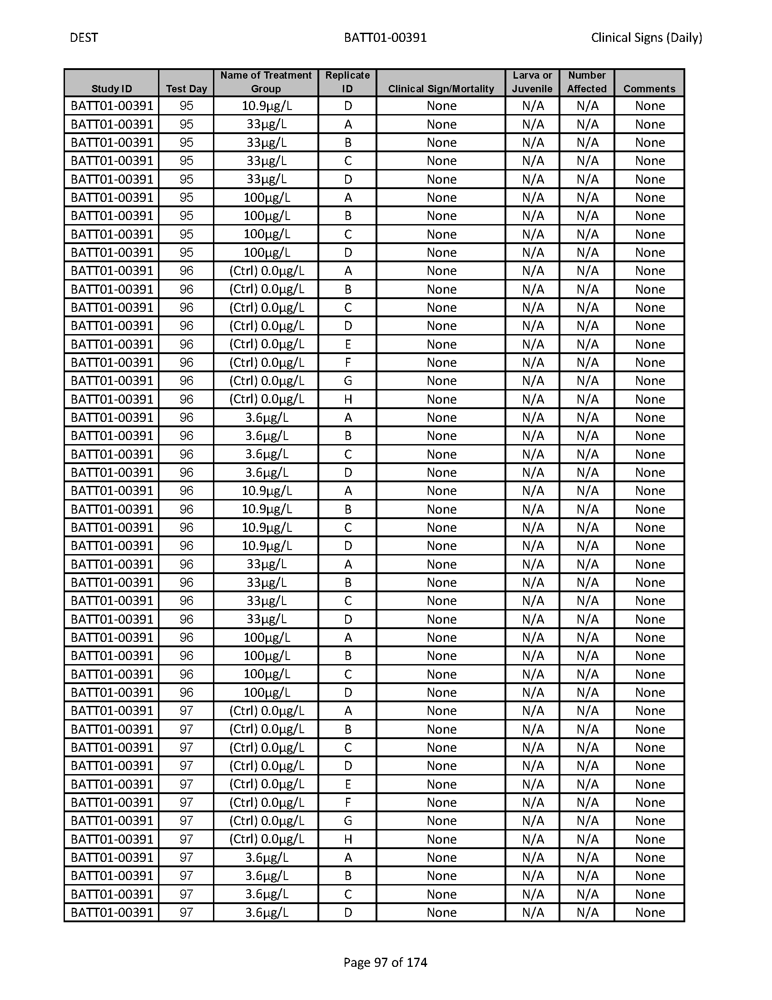 DEST BATT01-00391 Clinical Signs (Daily)
Name of Treatment Replicate Larva or Number
Study ID Test Day Group ID Clinical Sign/Mortality Juvenile Affected Comments
BATT01-00391 95 10.9µg/L D None N/A N/A None
BATT01-00391 95 33µg/L A None N/A N/A None
BATT01-00391 95 33µg/L B None N/A N/A None
BATT01-00391 95 33µg/L C None N/A N/A None
BATT01-00391 95 33µg/L D None N/A N/A None
BATT01-00391 95 100µg/L A None N/A N/A None
BATT01-00391 95 100µg/L B None N/A N/A None
BATT01-00391 95 100µg/L C None N/A N/A None
BATT01-00391 95 100µg/L D None N/A N/A None
BATT01-00391 96 (Ctrl) 0.0µg/L A None N/A N/A None
BATT01-00391 96 (Ctrl) 0.0µg/L B None N/A N/A None
BATT01-00391 96 (Ctrl) 0.0µg/L C None N/A N/A None
BATT01-00391 96 (Ctrl) 0.0µg/L D None N/A N/A None
BATT01-00391 96 (Ctrl) 0.0µg/L E None N/A N/A None
BATT01-00391 96 (Ctrl) 0.0µg/L F None N/A N/A None
BATT01-00391 96 (Ctrl) 0.0µg/L G None N/A N/A None
BATT01-00391 96 (Ctrl) 0.0µg/L H None N/A N/A None
BATT01-00391 96 3.6µg/L A None N/A N/A None
BATT01-00391 96 3.6µg/L B None N/A N/A None
BATT01-00391 96 3.6µg/L C None N/A N/A None
BATT01-00391 96 3.6µg/L D None N/A N/A None
BATT01-00391 96 10.9µg/L A None N/A N/A None
BATT01-00391 96 10.9µg/L B None N/A N/A None
BATT01-00391 96 10.9µg/L C None N/A N/A None
BATT01-00391 96 10.9µg/L D None N/A N/A None
BATT01-00391 96 33µg/L A None N/A N/A None
BATT01-00391 96 33µg/L B None N/A N/A None
BATT01-00391 96 33µg/L C None N/A N/A None
BATT01-00391 96 33µg/L D None N/A N/A None
BATT01-00391 96 100µg/L A None N/A N/A None
BATT01-00391 96 100µg/L B None N/A N/A None
BATT01-00391 96 100µg/L C None N/A N/A None
BATT01-00391 96 100µg/L D None N/A N/A None
BATT01-00391 97 (Ctrl) 0.0µg/L A None N/A N/A None
BATT01-00391 97 (Ctrl) 0.0µg/L B None N/A N/A None
BATT01-00391 97 (Ctrl) 0.0µg/L C None N/A N/A None
BATT01-00391 97 (Ctrl) 0.0µg/L D None N/A N/A None
BATT01-00391 97 (Ctrl) 0.0µg/L E None N/A N/A None
BATT01-00391 97 (Ctrl) 0.0µg/L F None N/A N/A None
BATT01-00391 97 (Ctrl) 0.0µg/L G None N/A N/A None
BATT01-00391 97 (Ctrl) 0.0µg/L H None N/A N/A None
BATT01-00391 97 3.6µg/L A None N/A N/A None
BATT01-00391 97 3.6µg/L B None N/A N/A None
BATT01-00391 97 3.6µg/L C None N/A N/A None
BATT01-00391 97 3.6µg/L D None N/A N/A None
Page 97 of 174